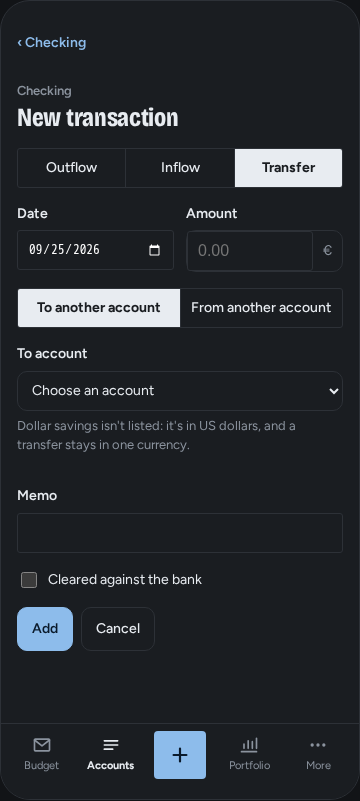 ‹ Checking
Checking
New transaction
Outflow Inflow Transfer
Date Amount
09/25/2026 0.00 €
To another account From another account
To account
Choose an account
Dollar savings isn't listed: it's in US dollars, and a
transfer stays in one currency.
Memo
Cleared against the bank
Add Cancel
+
Budget Accounts Portfolio More